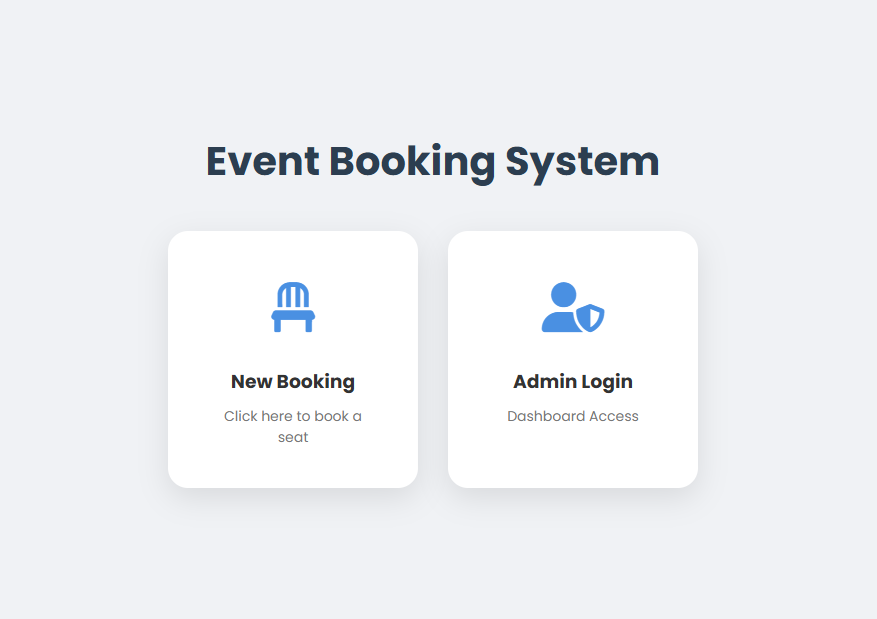 Event Booking System
New Booking
Click here to book a
seat
Admin Login
Dashboard Access